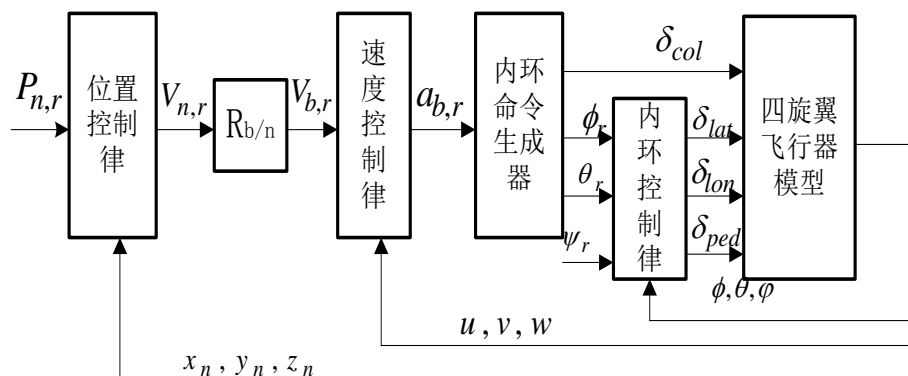 P_{n,r}
位置控制律
V_{n,r}
R_{b/n}
V_{b,r}
速度控制律
a_{b,r}
内环命令生成器
δ_{col}
ϕ_r
θ_r
ψ_r
内环控制律
δ_{lat}
δ_{lon}
δ_{ped}
四旋翼飞行器模型
ϕ,θ,φ
u , v , w
x_n , y_n , z_n